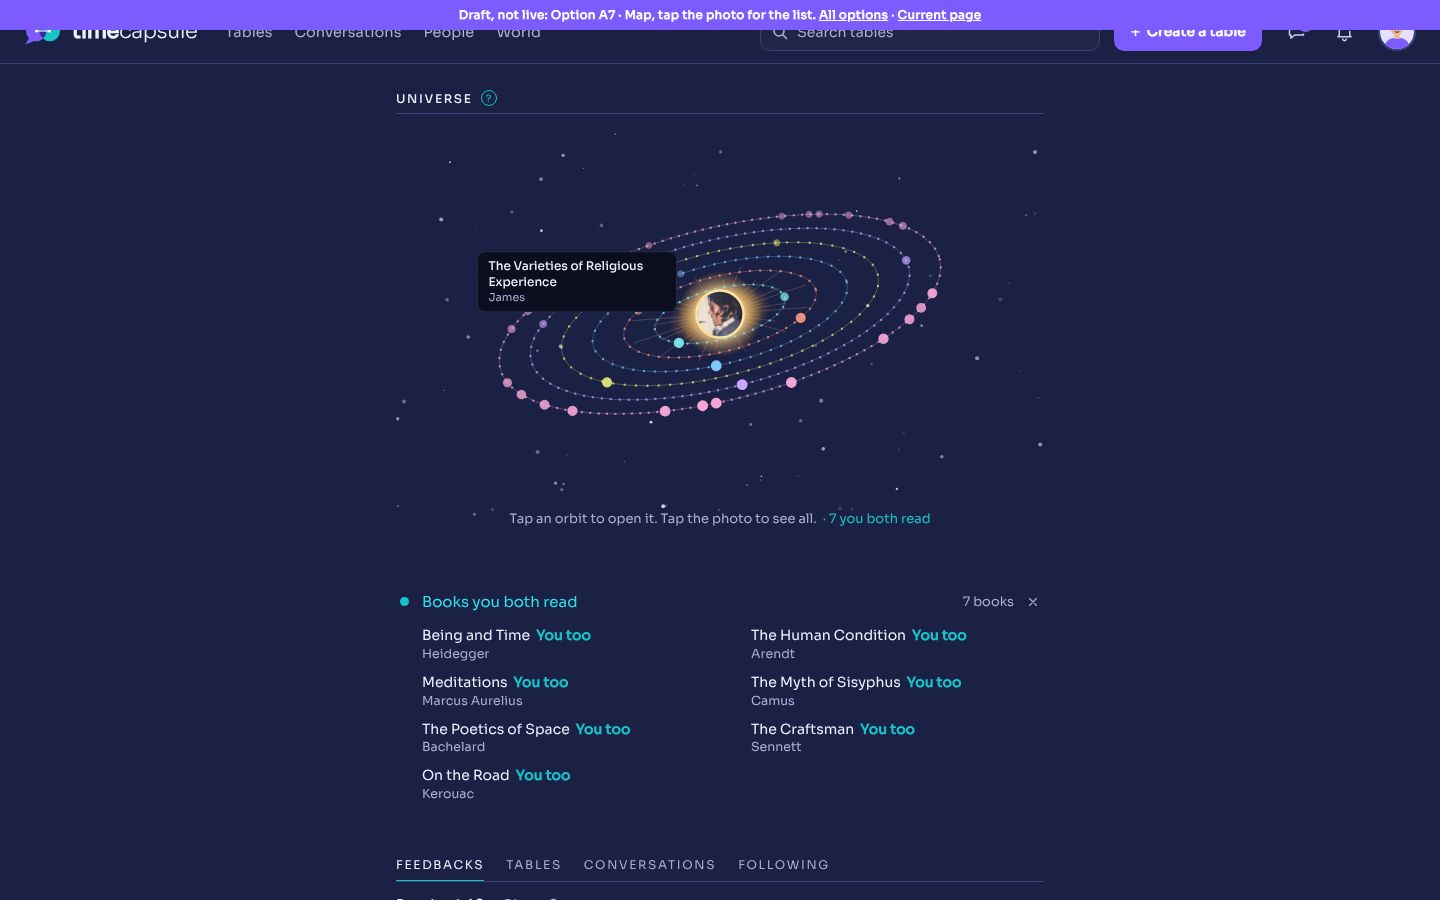 Draft, not live: Option A7 · Map, tap the photo for the list. All options · Current page
timecapsule Tables Conversations People World Search tables + Create a table
UNIVERSE ?
The Varieties of Religious
Experience
James
Tap an orbit to open it. Tap the photo to see all. · 7 you both read
Books you both read 7 books ×
Being and Time You too The Human Condition You too
Heidegger Arendt
Meditations You too The Myth of Sisyphus You too
Marcus Aurelius Camus
The Poetics of Space You too The Craftsman You too
Bachelard Sennett
On the Road You too
Kerouac
FEEDBACKS TABLES CONVERSATIONS FOLLOWING